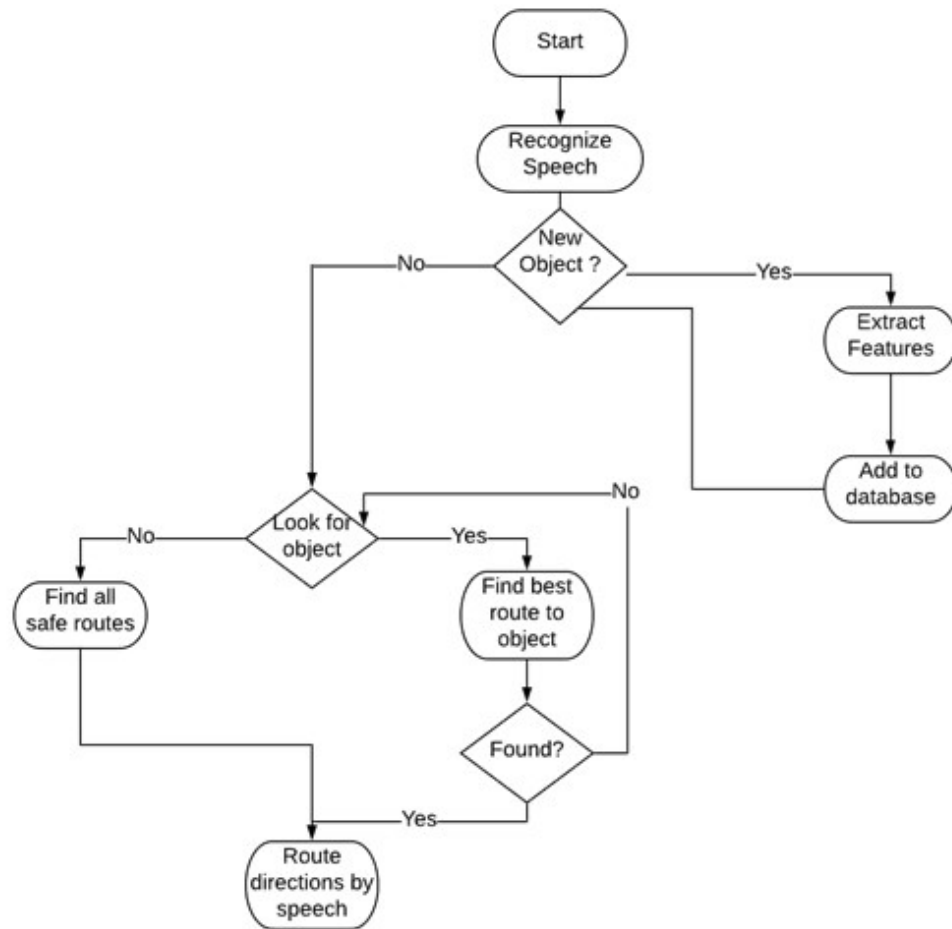 Start
Recognize
Speech
New
Object ?
No
Yes
Extract
Features
Add to
database
Look for
object
No
Yes
No
Find all
safe routes
Find best
route to
object
Found?
Yes
Route
directions by
speech